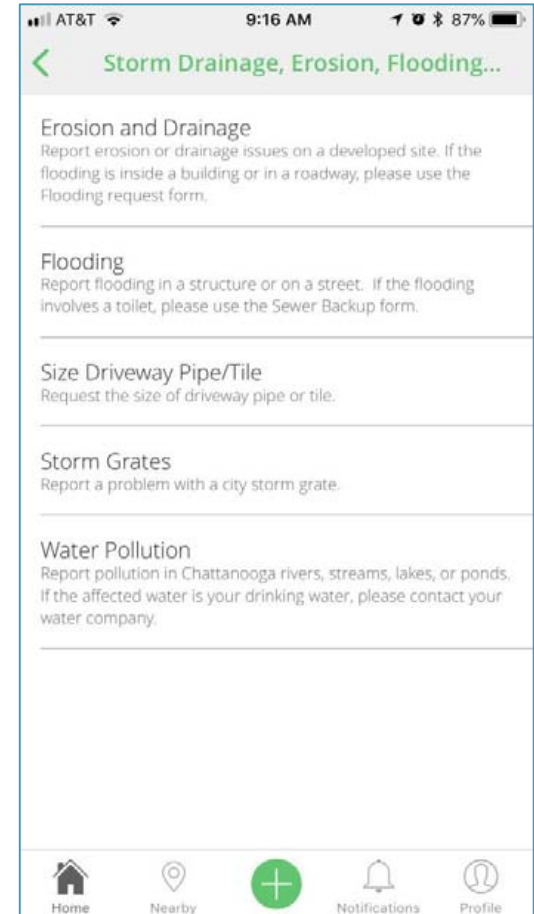 AT&T 9:16 AM 87%
Storm Drainage, Erosion, Flooding...
Erosion and Drainage
Report erosion or drainage issues on a developed site. If the
flooding is inside a building or in a roadway, please use the
Flooding request form.
Flooding
Report flooding in a structure or on a street. If the flooding
involves a toilet, please use the Sewer Backup form.
Size Driveway Pipe/Tile
Request the size of driveway pipe or tile.
Storm Grates
Report a problem with a city storm grate.
Water Pollution
Report pollution in Chattanooga rivers, streams, lakes, or ponds.
If the affected water is your drinking water, please contact your
water company.
Home Nearby Notifications Profile